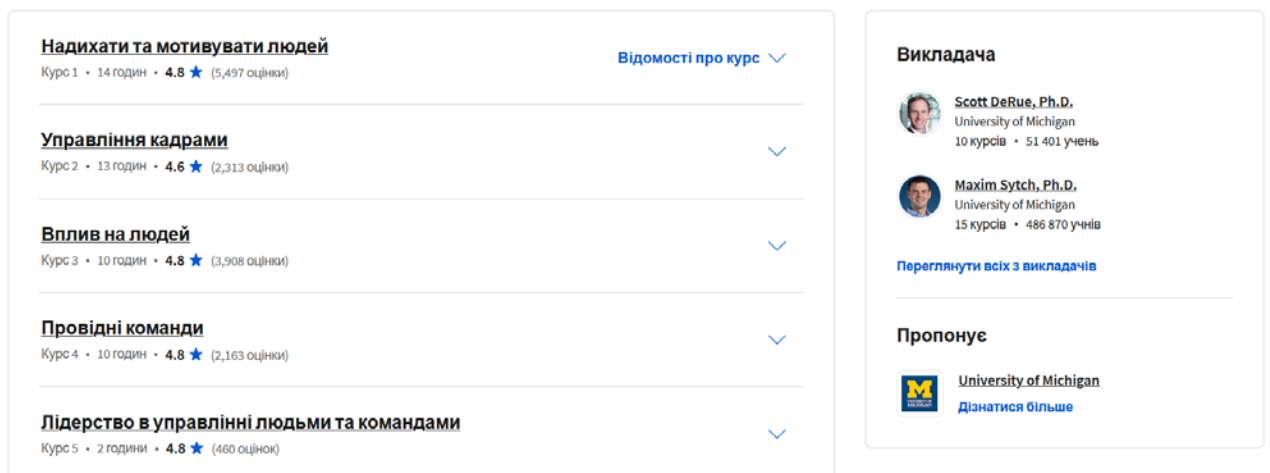 Надихати та мотивувати людей
Курс 1 • 14 годин • 4.8 ★ (5,497 оцінки)
Відомості про курс
Управління кадрами
Курс 2 • 13 годин • 4.6 ★ (2,313 оцінки)
Вплив на людей
Курс 3 • 10 годин • 4.8 ★ (3,908 оцінки)
Провідні команди
Курс 4 • 10 годин • 4.8 ★ (2,163 оцінки)
Лідерство в управлінні людьми та командами
Курс 5 • 2 години • 4.8 ★ (460 оцінок)
Викладача
Scott DeRue, Ph.D.
University of Michigan
10 курсів • 51 401 учень
Maxim Sytch, Ph.D.
University of Michigan
15 курсів • 486 870 учнів
Переглянути всіх 3 викладачів
Пропонує
M
University of Michigan
Дізнатися більше